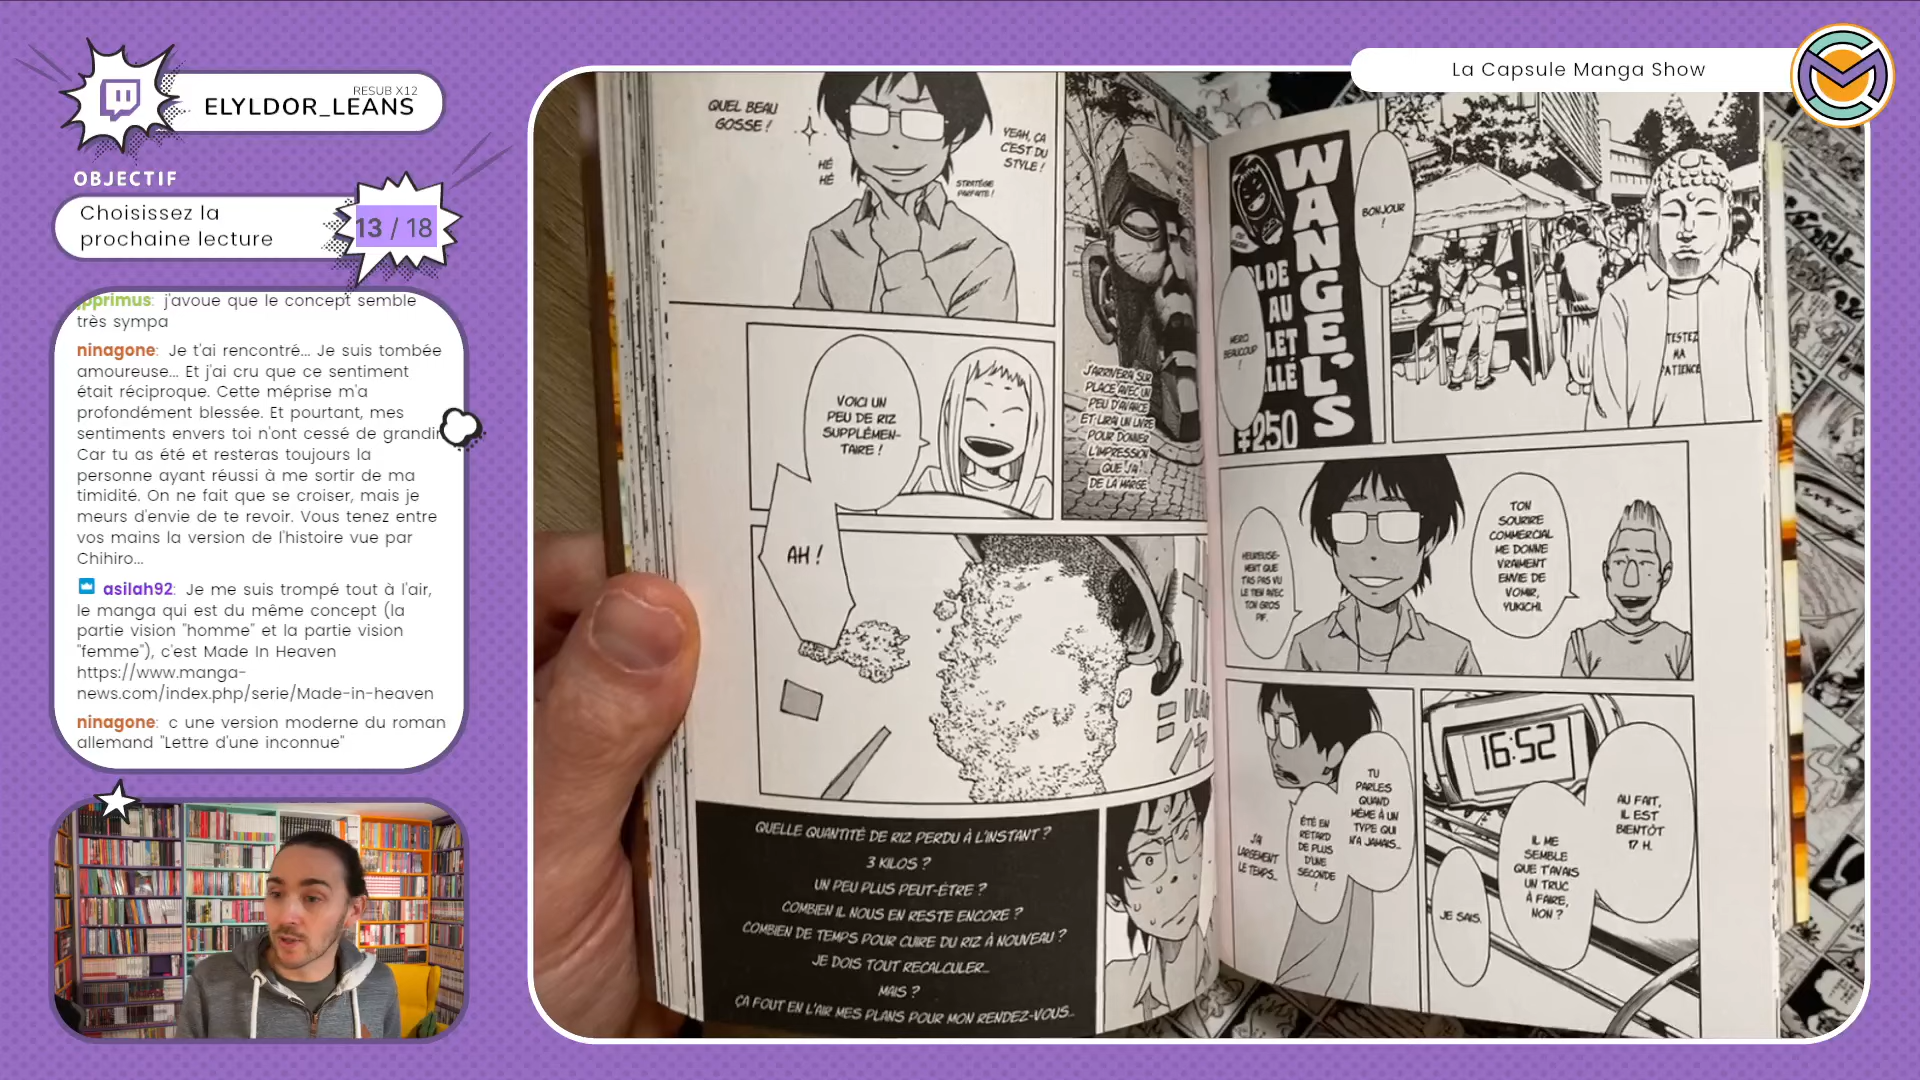 RESUB X12
ELYLDOR_LEANS
OBJECTIF
Choisissez la
prochaine lecture
13 / 18
pprimus: j'avoue que le concept semble
très sympa
ninagone: Je t'ai rencontré... Je suis tombée
amoureuse... Et j'ai cru que ce sentiment
était réciproque. Cette méprise m'a
profondément blessée. Et pourtant, mes
sentiments envers toi n'ont cessé de grandir
Car tu as été et resteras toujours la
personne ayant réussi à me sortir de ma
timidité. On ne fait que se croiser, mais je
meurs d'envie de te revoir. Vous tenez entre
vos mains la version de l'histoire vue par
Chihiro...
asilah92: Je me suis trompé tout à l'air,
le manga qui est du même concept (la
partie vision "homme" et la partie vision
"femme"), c'est Made In Heaven
https://www.manga-
news.com/index.php/serie/Made-in-heaven
ninagone: c une version moderne du roman
allemand "Lettre d'une inconnue"
La Capsule Manga Show
QUEL BEAU
GOSSE !
HÉ
HÉ
YEAH, ÇA
C'EST DU
STYLE !
STRATÉGIE
PARFAITE !
J'ARRIVERAI SUR
PLACE AVEC UN
PEU D'AVANCE
ET LIRAI UN LIVRE
POUR DONNER
L'IMPRESSION
QUE J'AI
DE LA MARGE.
VOICI UN
PEU DE RIZ
SUPPLÉMEN-
TAIRE !
AH !
QUELLE QUANTITÉ DE RIZ PERDU À L'INSTANT ?
3 KILOS ?
UN PEU PLUS PEUT-ÊTRE ?
COMBIEN IL NOUS EN RESTE ENCORE ?
COMBIEN DE TEMPS POUR CUIRE DU RIZ À NOUVEAU ?
JE DOIS TOUT RECALCULER...
MAIS ?
ÇA FOUT EN L'AIR MES PLANS POUR MON RENDEZ-VOUS...
WANGEL'S
L DE
AU
LET
LLÉ
¥250
BONJOUR
!
MERCI
BEAUCOUP
!
TESTEZ
MA
PATIENCE
HEUREUSE-
MENT QUE
T'AS PAS VU
LE TIEN AVEC
TON GROS
PIF.
TON
SOURIRE
COMMERCIAL
ME DONNE
VRAIMENT
ENVIE DE
VOMIR,
YUKICHI.
TU
PARLES
QUAND
MÊME À UN
TYPE QUI
N'A JAMAIS...
ÉTÉ EN
RETARD
DE PLUS
D'UNE
SECONDE
!
J'AI
LARGEMENT
LE TEMPS...
16:52
AU FAIT,
IL EST
BIENTÔT
17 H.
IL ME
SEMBLE
QUE T'AVAIS
UN TRUC
À FAIRE,
NON ?
JE SAIS.